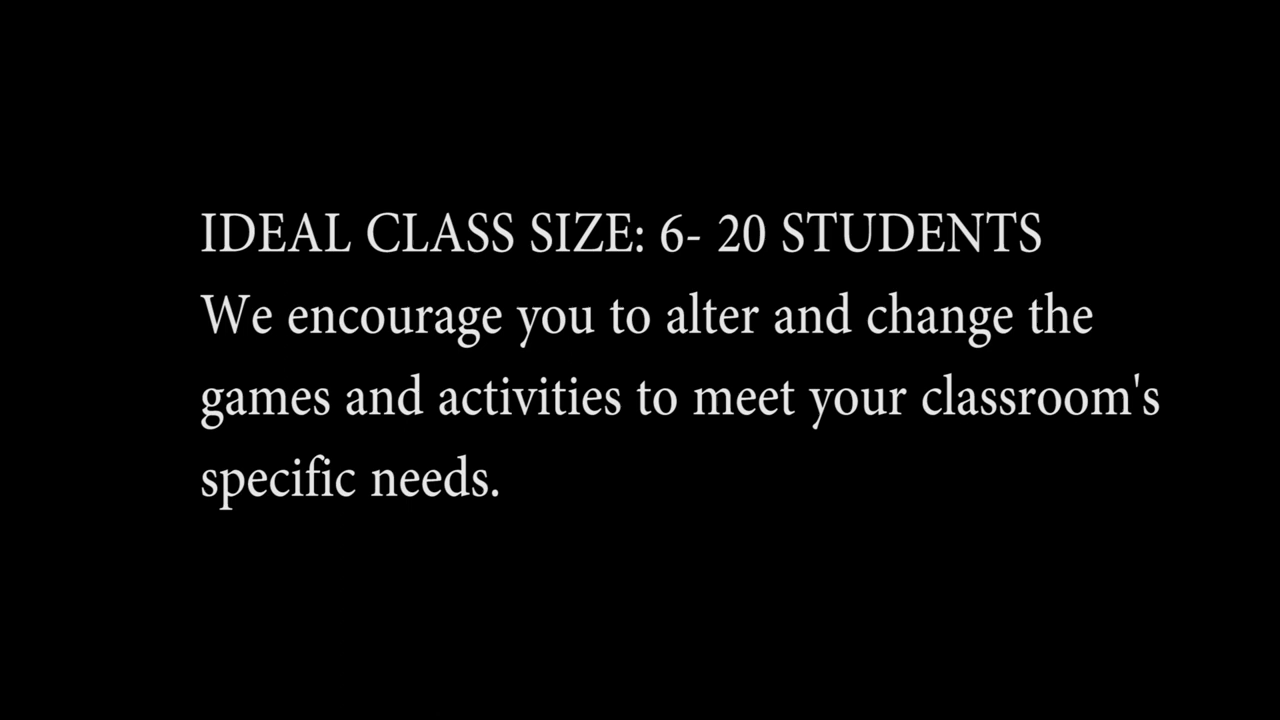 IDEAL CLASS SIZE: 6- 20 STUDENTS
We encourage you to alter and change the
games and activities to meet your classroom's
specific needs.